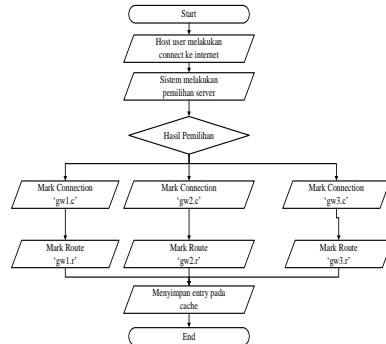 Start
Host user melakukan
connect ke internet
Sistem melakukan
pemilihan server
Hasil Pemilihan
Mark Connection
'gw1.c'
Mark Connection
'gw2.c'
Mark Connection
'gw3.c'
Mark Route
'gw1.r'
Mark Route
'gw2.r'
Mark Route
'gw3.r'
Menyimpan entry pada
cache
End